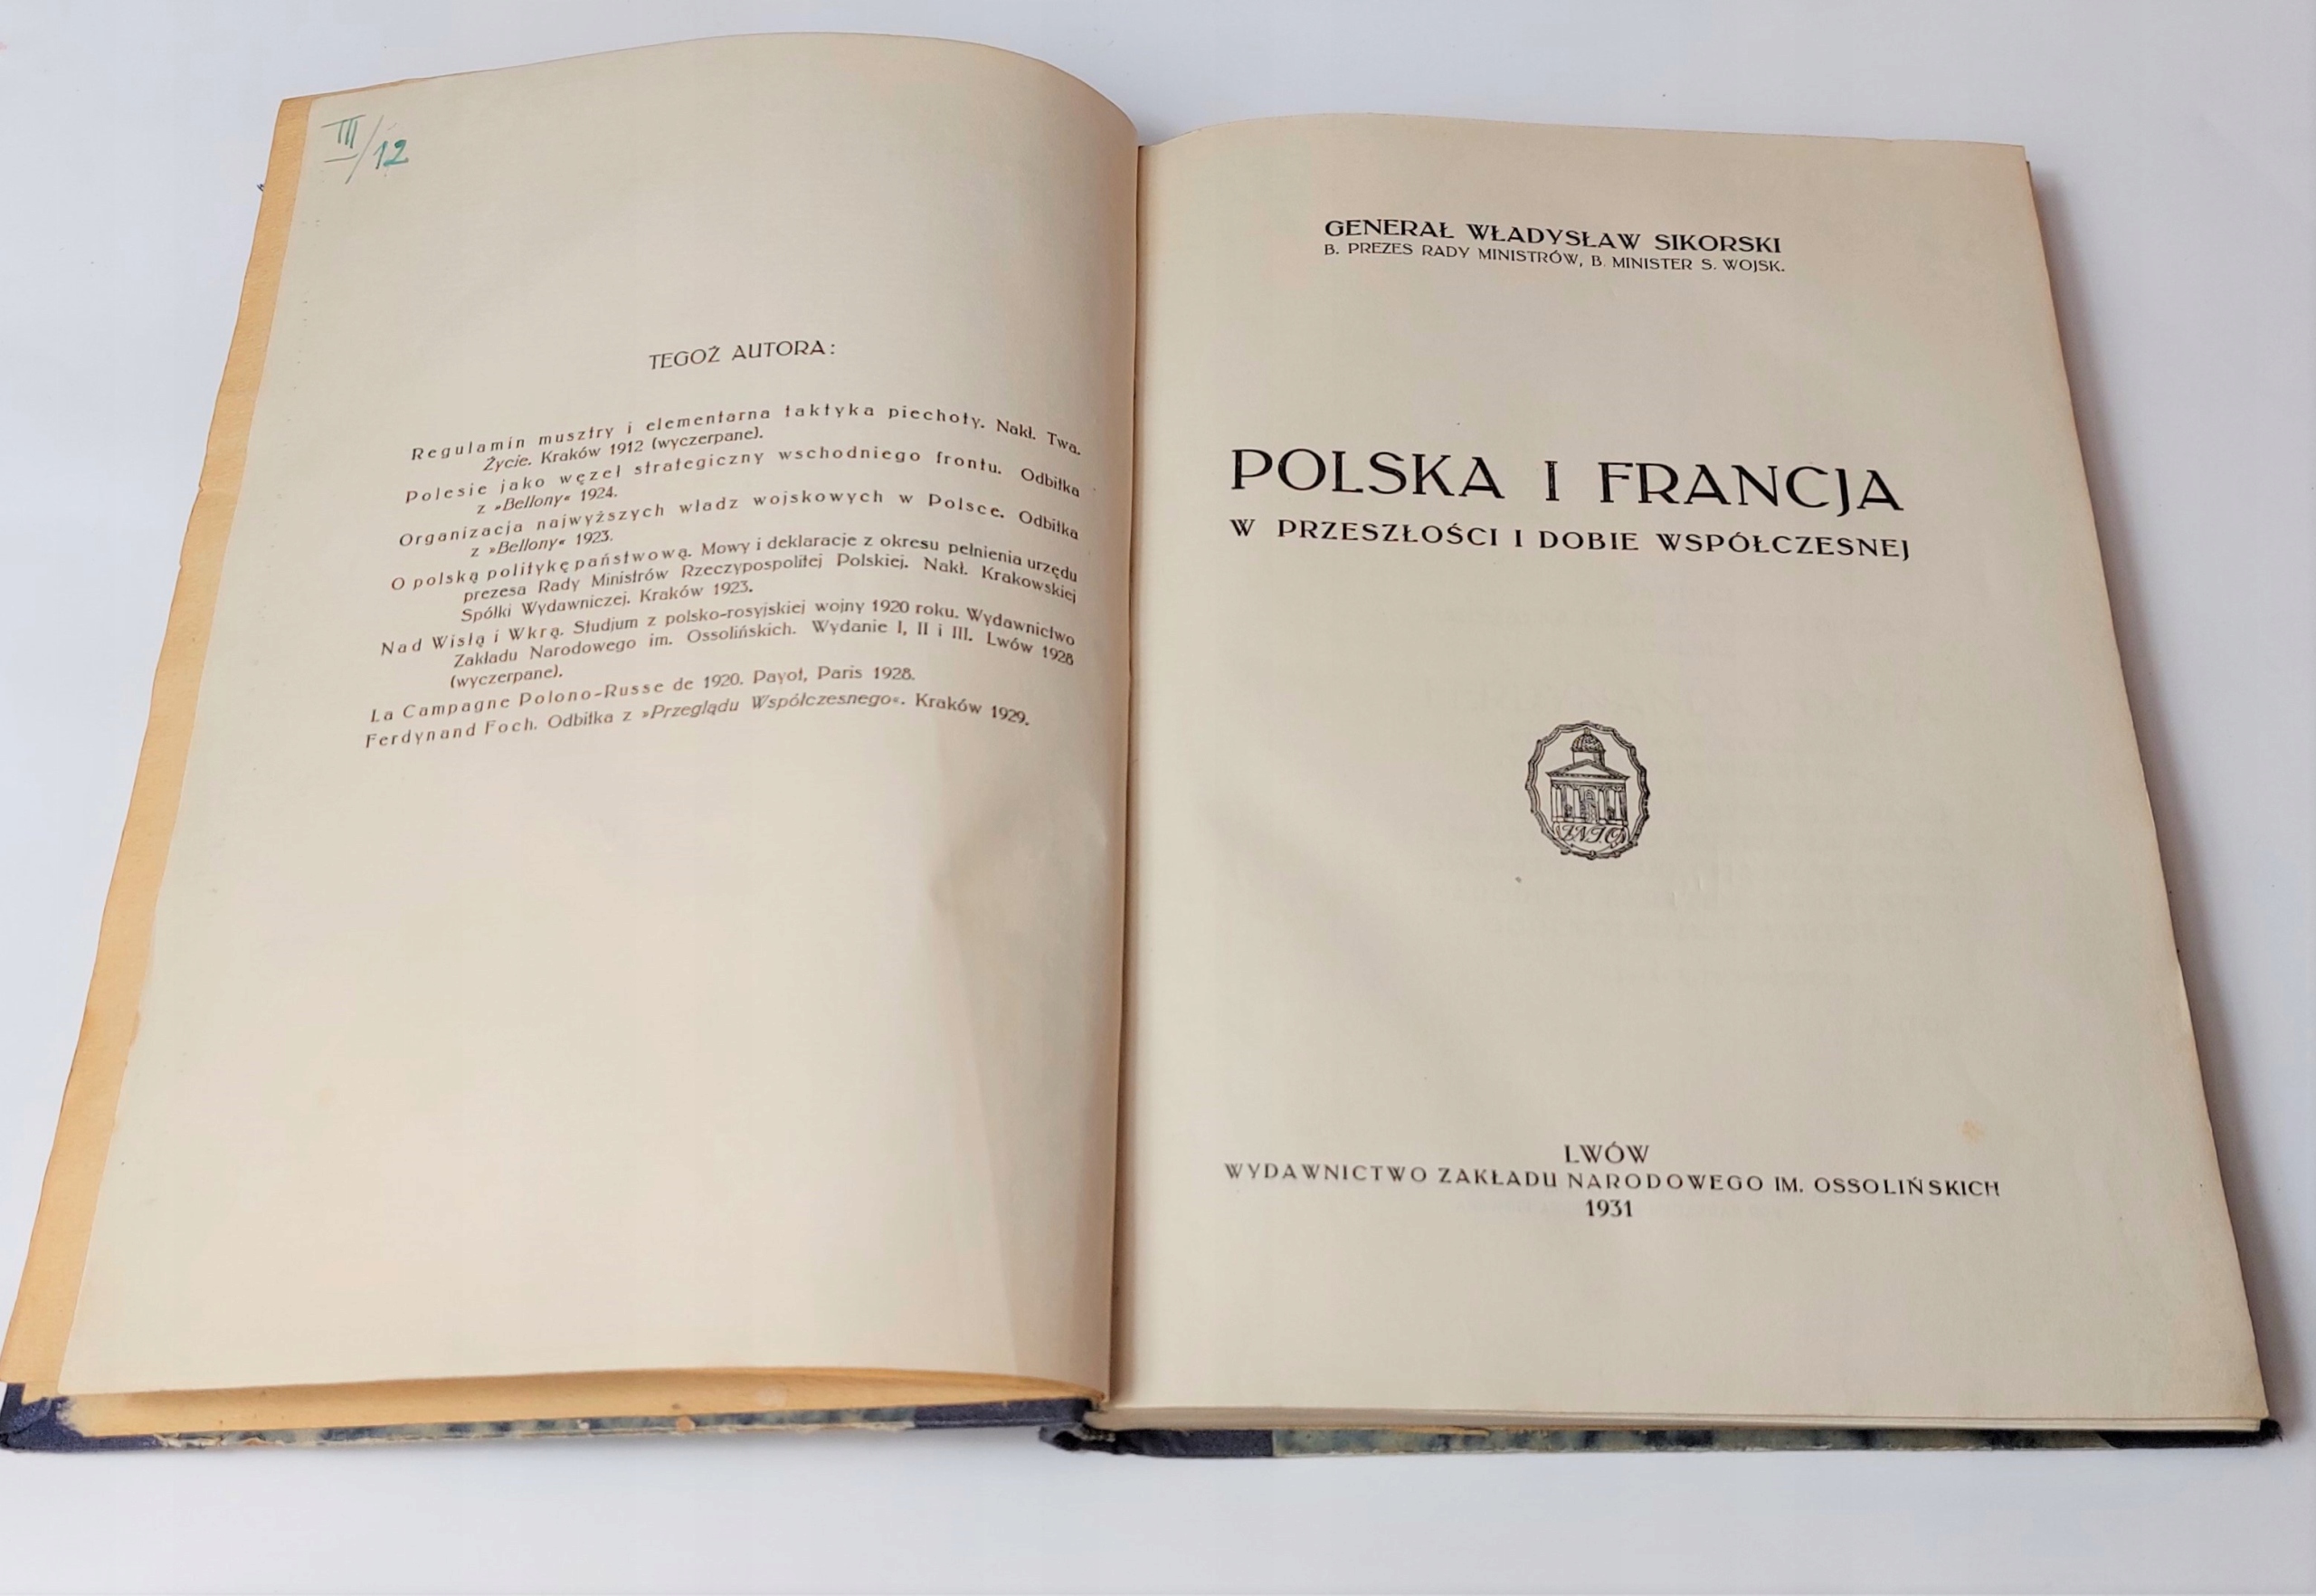 III/12
TEGOŻ AUTORA:
Regulamin musztry i elementarna taktyka piechoty. Nakł. Twa.
Życie. Kraków 1912 (wyczerpane).
Polesie jako węzeł strategiczny wschodniego frontu. Odbitka
z »Bellony« 1924.
Organizacja najwyższych władz wojskowych w Polsce. Odbitka
z »Bellony« 1923.
O polską politykę państwową. Mowy i deklaracje z okresu pełnienia urzędu
prezesa Rady Ministrów Rzeczypospolitej Polskiej. Nakł. Krakowskiej
Spółki Wydawniczej. Kraków 1923.
Nad Wisłą i Wkrą. Studjum z polsko-rosyjskiej wojny 1920 roku. Wydawnictwo
Zakładu Narodowego im. Ossolińskich. Wydanie I, II i III. Lwów 1928
(wyczerpane).
La Campagne Polono-Russe de 1920. Payot, Paris 1928.
Ferdynand Foch. Odbitka z »Przeglądu Współczesnego«. Kraków 1929.
GENERAŁ WŁADYSŁAW SIKORSKI
B. PREZES RADY MINISTRÓW, B. MINISTER S. WOJSK.
POLSKA I FRANCJA
W PRZESZŁOŚCI I DOBIE WSPÓŁCZESNEJ
Z.N.I.O.
LWÓW
WYDAWNICTWO ZAKŁADU NARODOWEGO IM. OSSOLIŃSKICH
1931